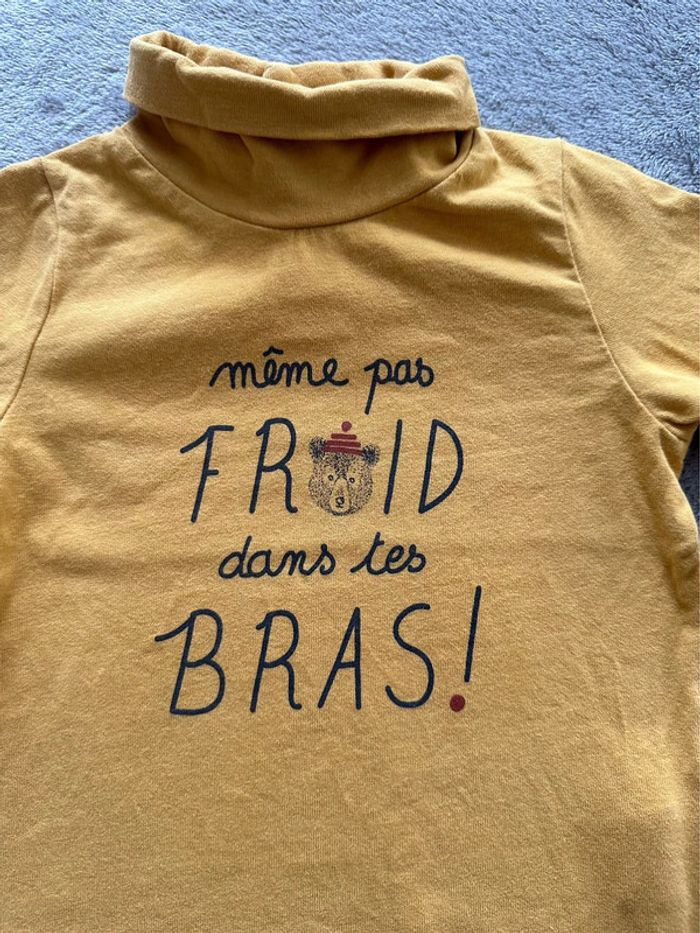 même pas
FROID
dans tes
BRAS!